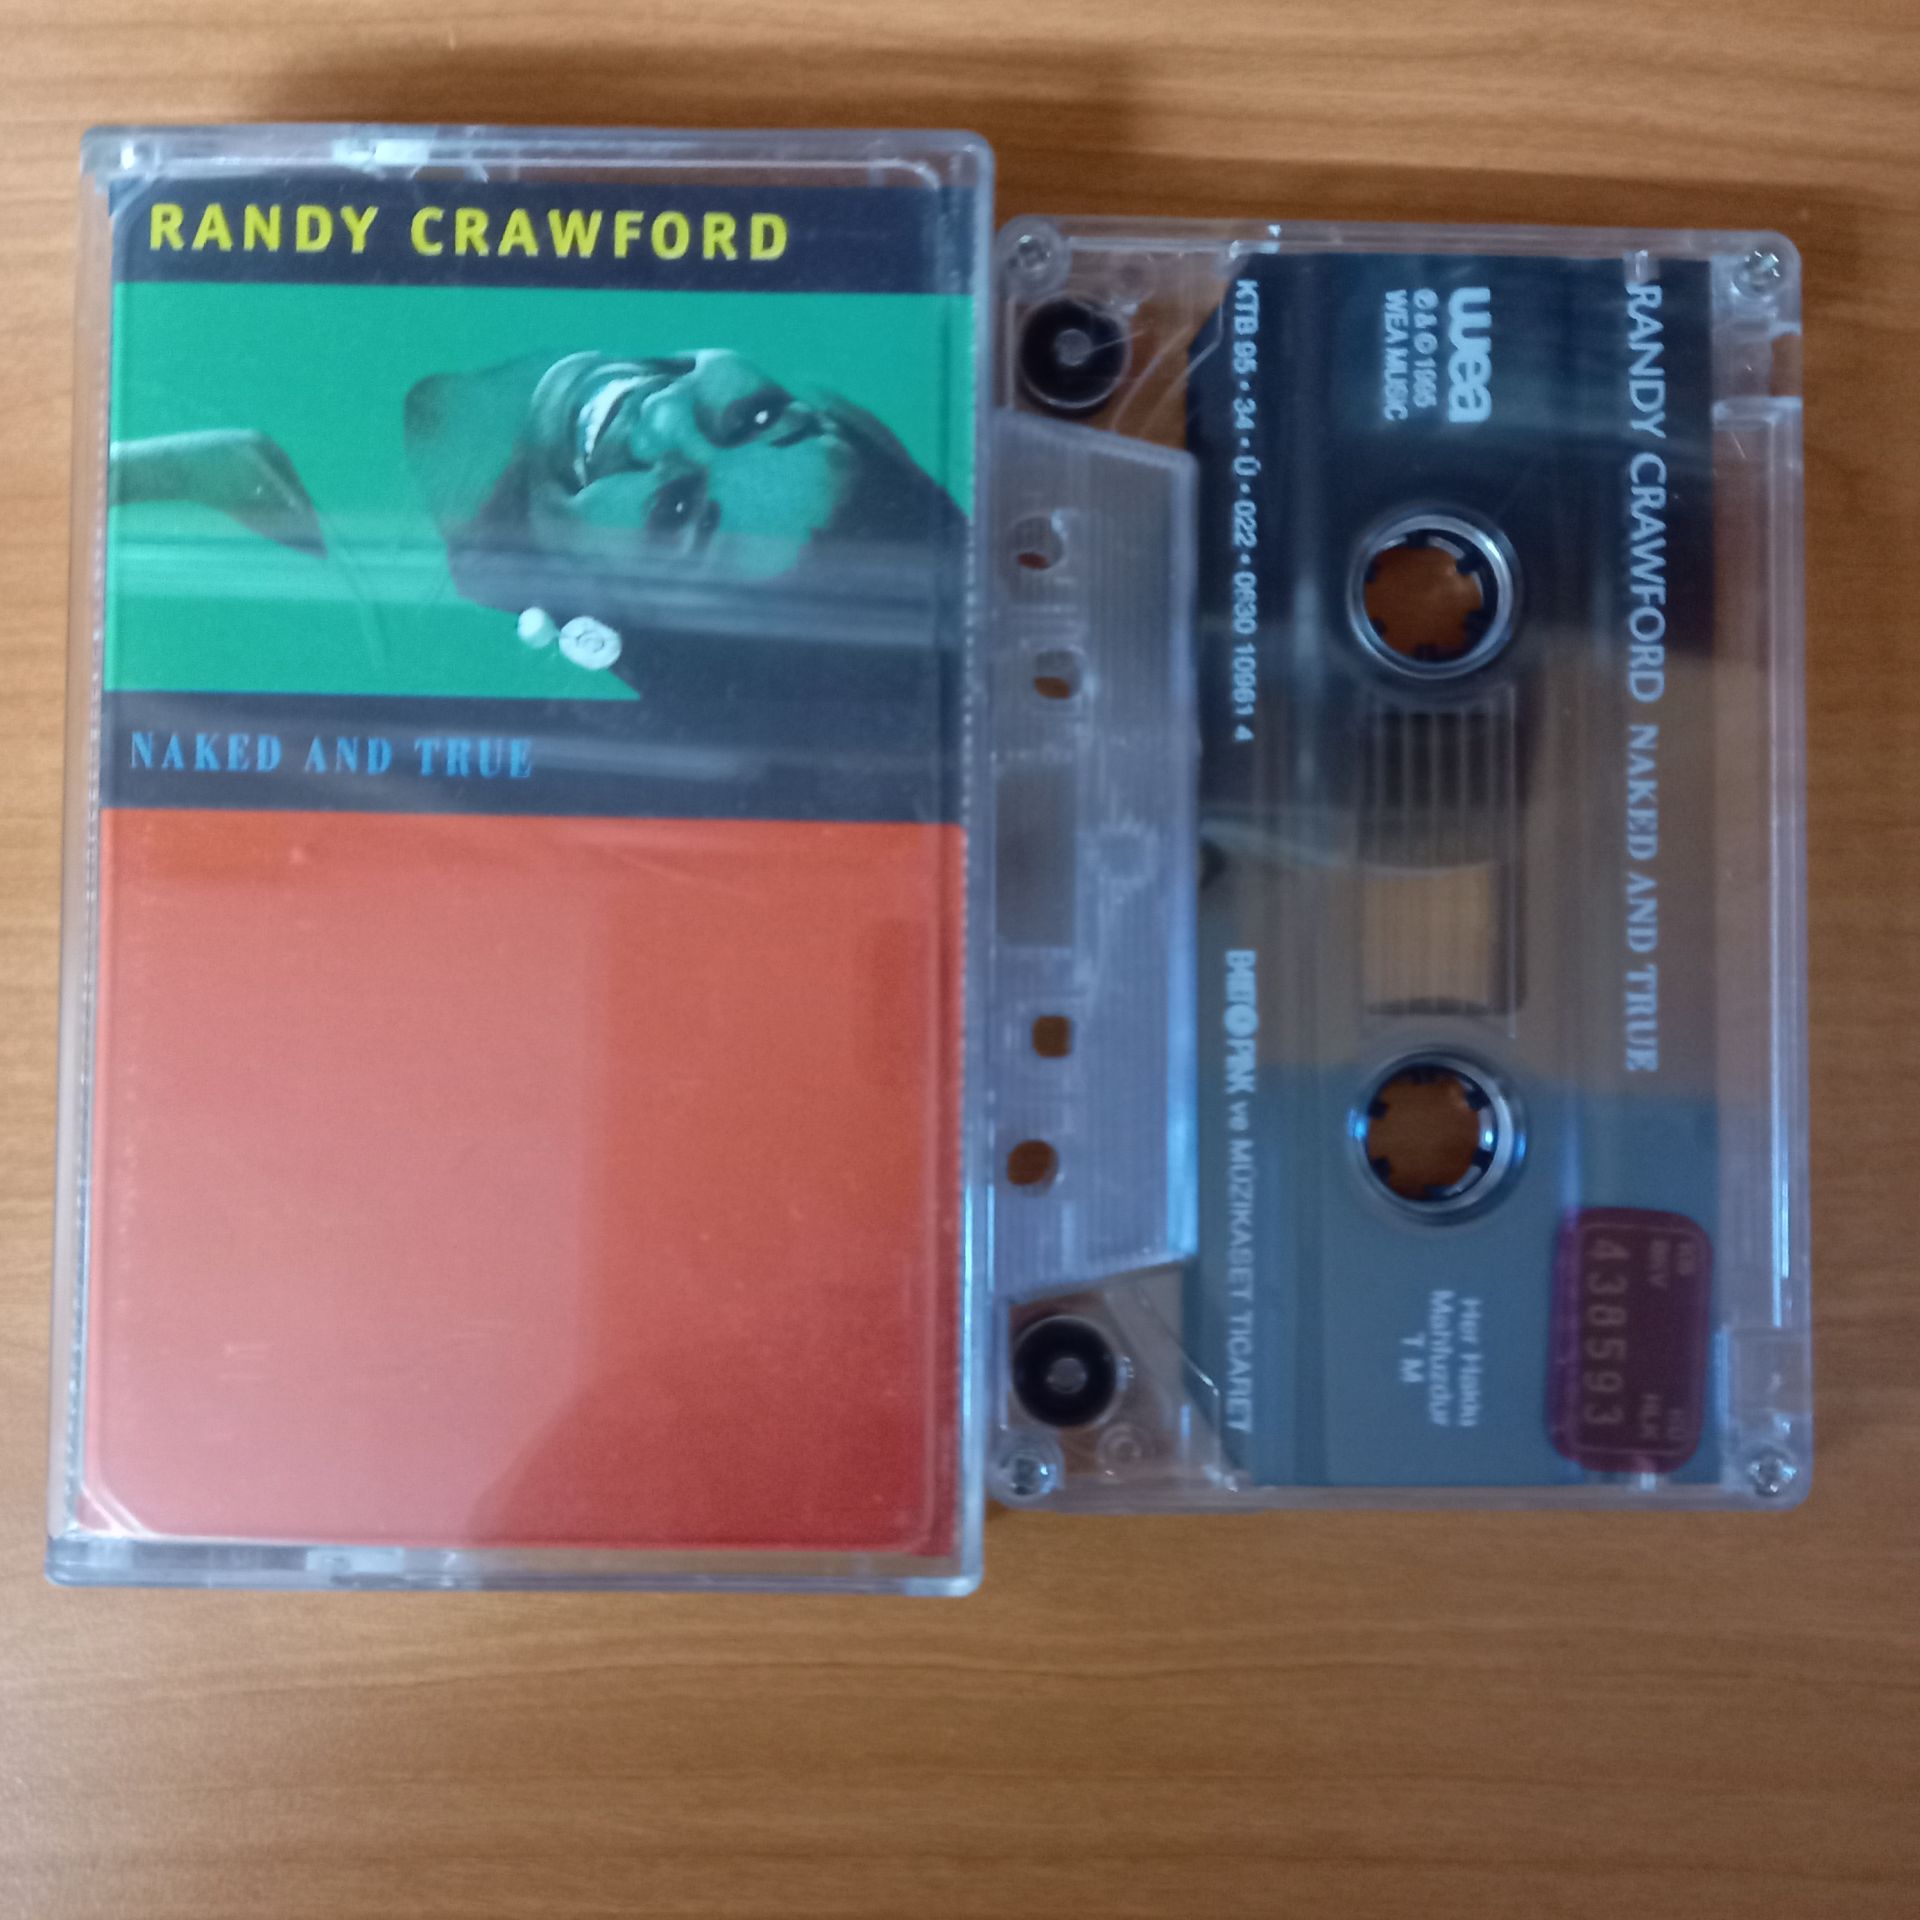 RANDY CRAWFORD
NAKED AND TRUE
RANDY CRAWFORD NAKED AND TRUE
wea
℗ & © 1995
WEA MUSIC
KTB 95 • 34 • Ü • 022 • 0630 10961 4
ve MÜZİKABET TİCARET
Her Hakkı
Mahfuzdur
T M
438593